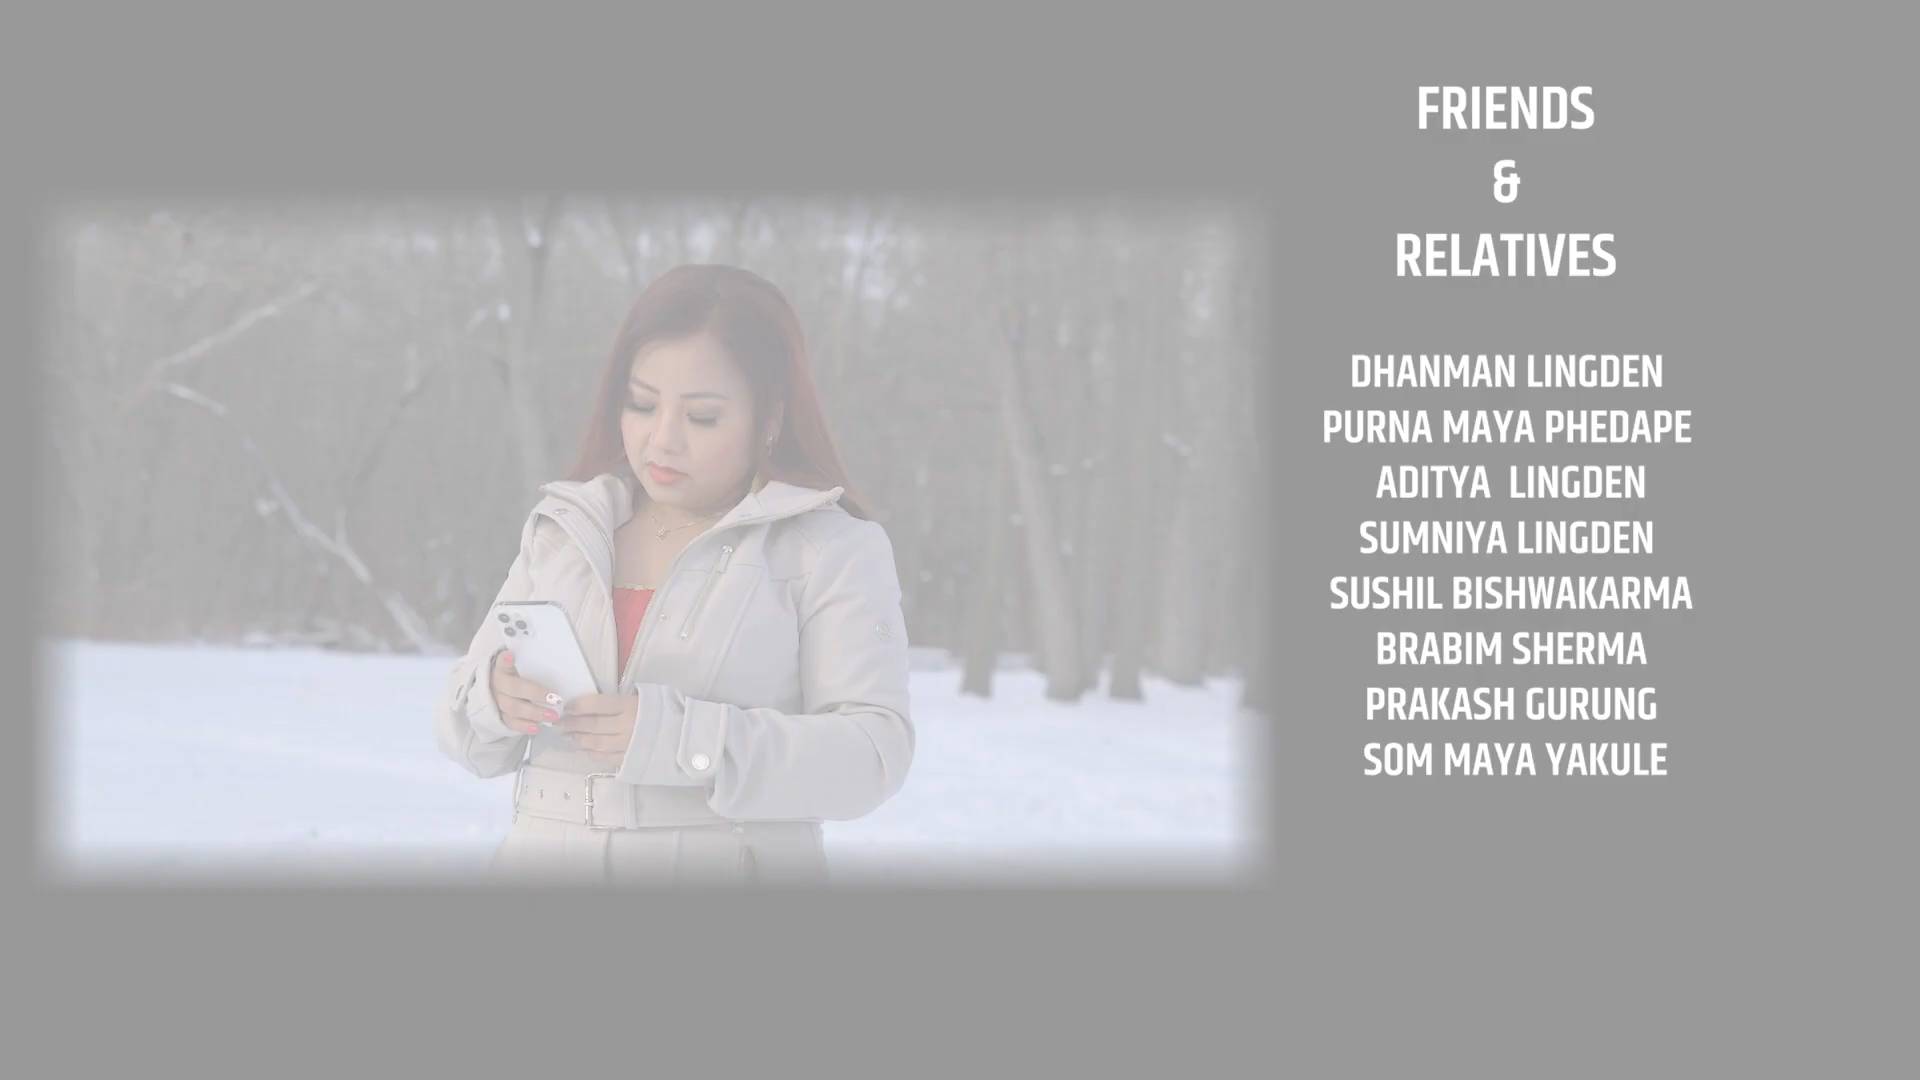 FRIENDS
&
RELATIVES
DHANMAN LINGDEN
PURNA MAYA PHEDAPE
ADITYA  LINGDEN
SUMNIYA LINGDEN
SUSHIL BISHWAKARMA
BRABIM SHERMA
PRAKASH GURUNG
SOM MAYA YAKULE